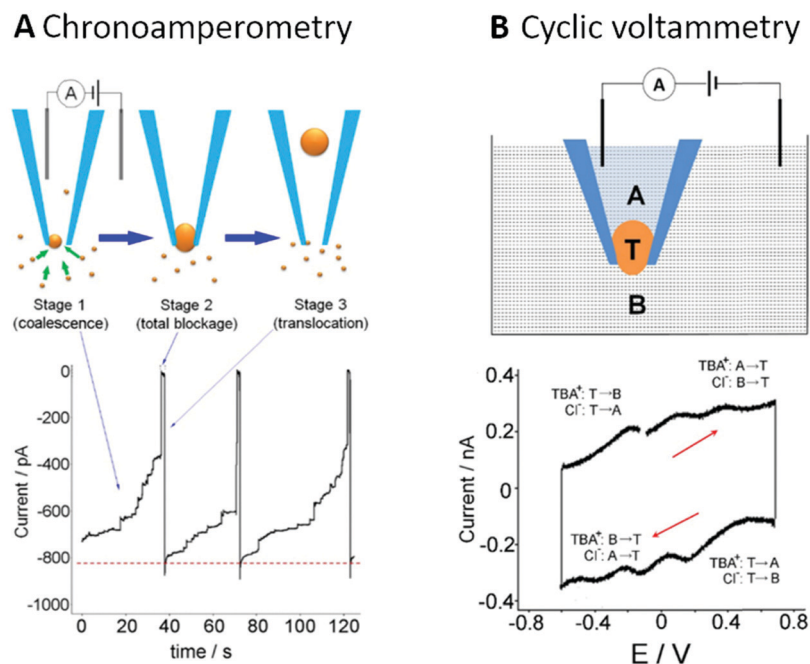 A Chronoamperometry
A
Stage 1
(coalescence)
Stage 2
(total blockage)
Stage 3
(translocation)
0
-200
-400
-600
-800
-1000
Current / pA
0 20 40 60 80 100 120
time / s
B Cyclic voltammetry
A
A
T
B
0.4
0.2
0
-0.2
-0.4
Current / nA
TBA⁺: T→B
Cl⁻: T→A
TBA⁺: A→T
Cl⁻: B→T
TBA⁺: B→T
Cl⁻: A→T
TBA⁺: T→A
Cl⁻: T→B
-0.8 -0.4 0 0.4 0.8
E / V